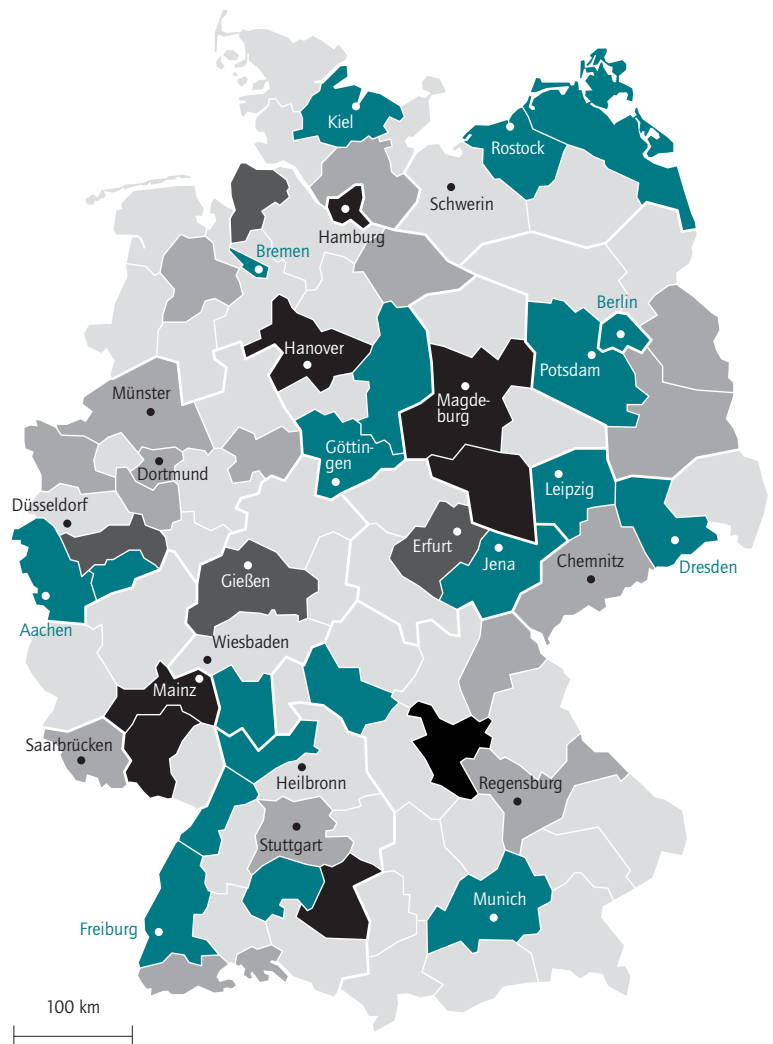 Kiel
Rostock
Schwerin
Hamburg
Bremen
Berlin
Hanover
Potsdam
Münster
Magde-
burg
Göttin-
gen
Dortmund
Leipzig
Düsseldorf
Erfurt
Jena
Chemnitz
Dresden
Gießen
Aachen
Wiesbaden
Mainz
Saarbrücken
Heilbronn
Regensburg
Stuttgart
Munich
Freiburg
100 km